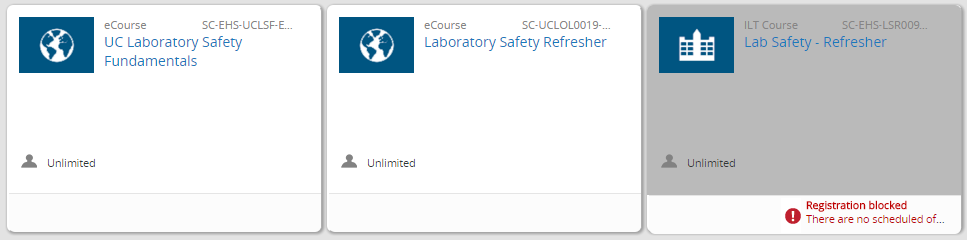 eCourse SC-EHS-UCLSF-E...
UC Laboratory Safety
Fundamentals
Unlimited
eCourse SC-UCLOL0019-...
Laboratory Safety Refresher
Unlimited
ILT Course SC-EHS-LSR009...
Lab Safety - Refresher
Unlimited
Registration blocked
There are no scheduled of...